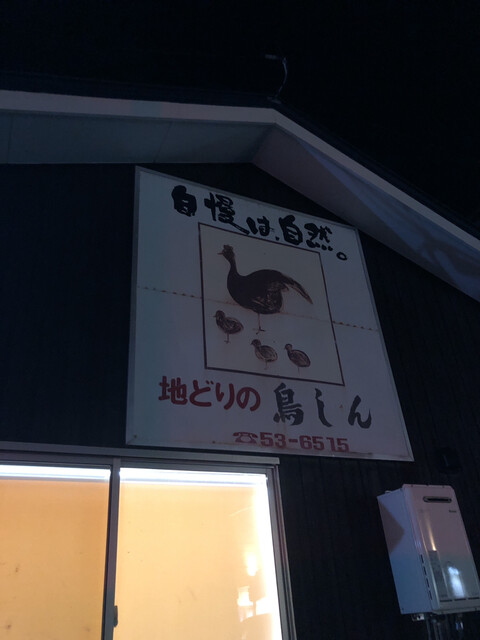 自慢は、自然。
地どりの 鳥しん
☎53-6515